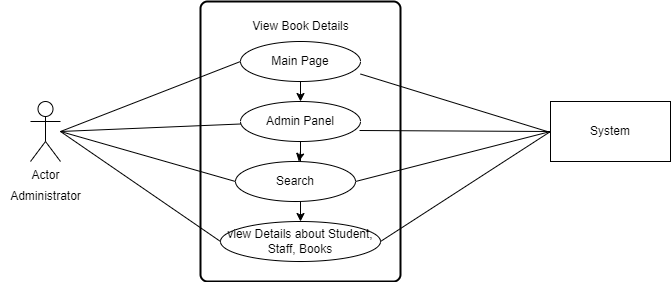 View Book Details
Main Page
Admin Panel
Search
View Details about Student,
Staff, Books
Actor
Administrator
System